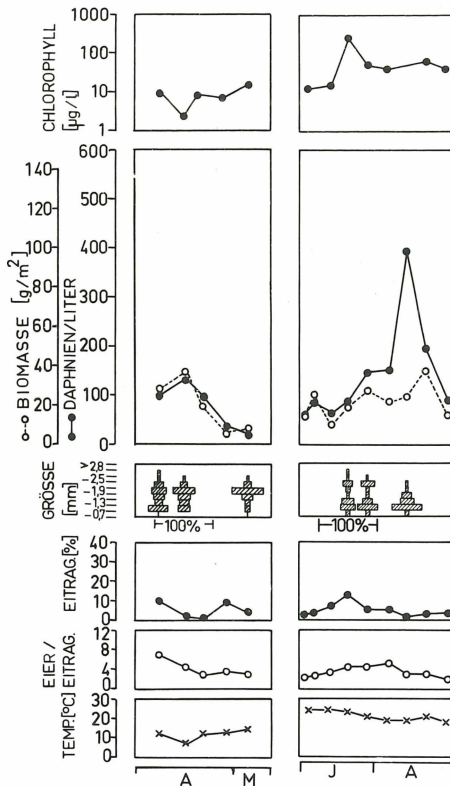 CHLOROPHYLL
[µg/l]
1000
100
10
1
BIOMASSE [g/m²]
140
120
100
80
60
40
20
0
DAPHNIEN/LITER
600
500
400
300
200
100
0
GRÖSSE
[mm]
>2,8
-2,5
-1,9
-1,3
-0,7
100%
100%
EITRAG.[%]
40
30
20
10
0
EIER/
EITRAG.
12
8
4
0
TEMP.[°C]
30
20
10
0
A
M
J
A